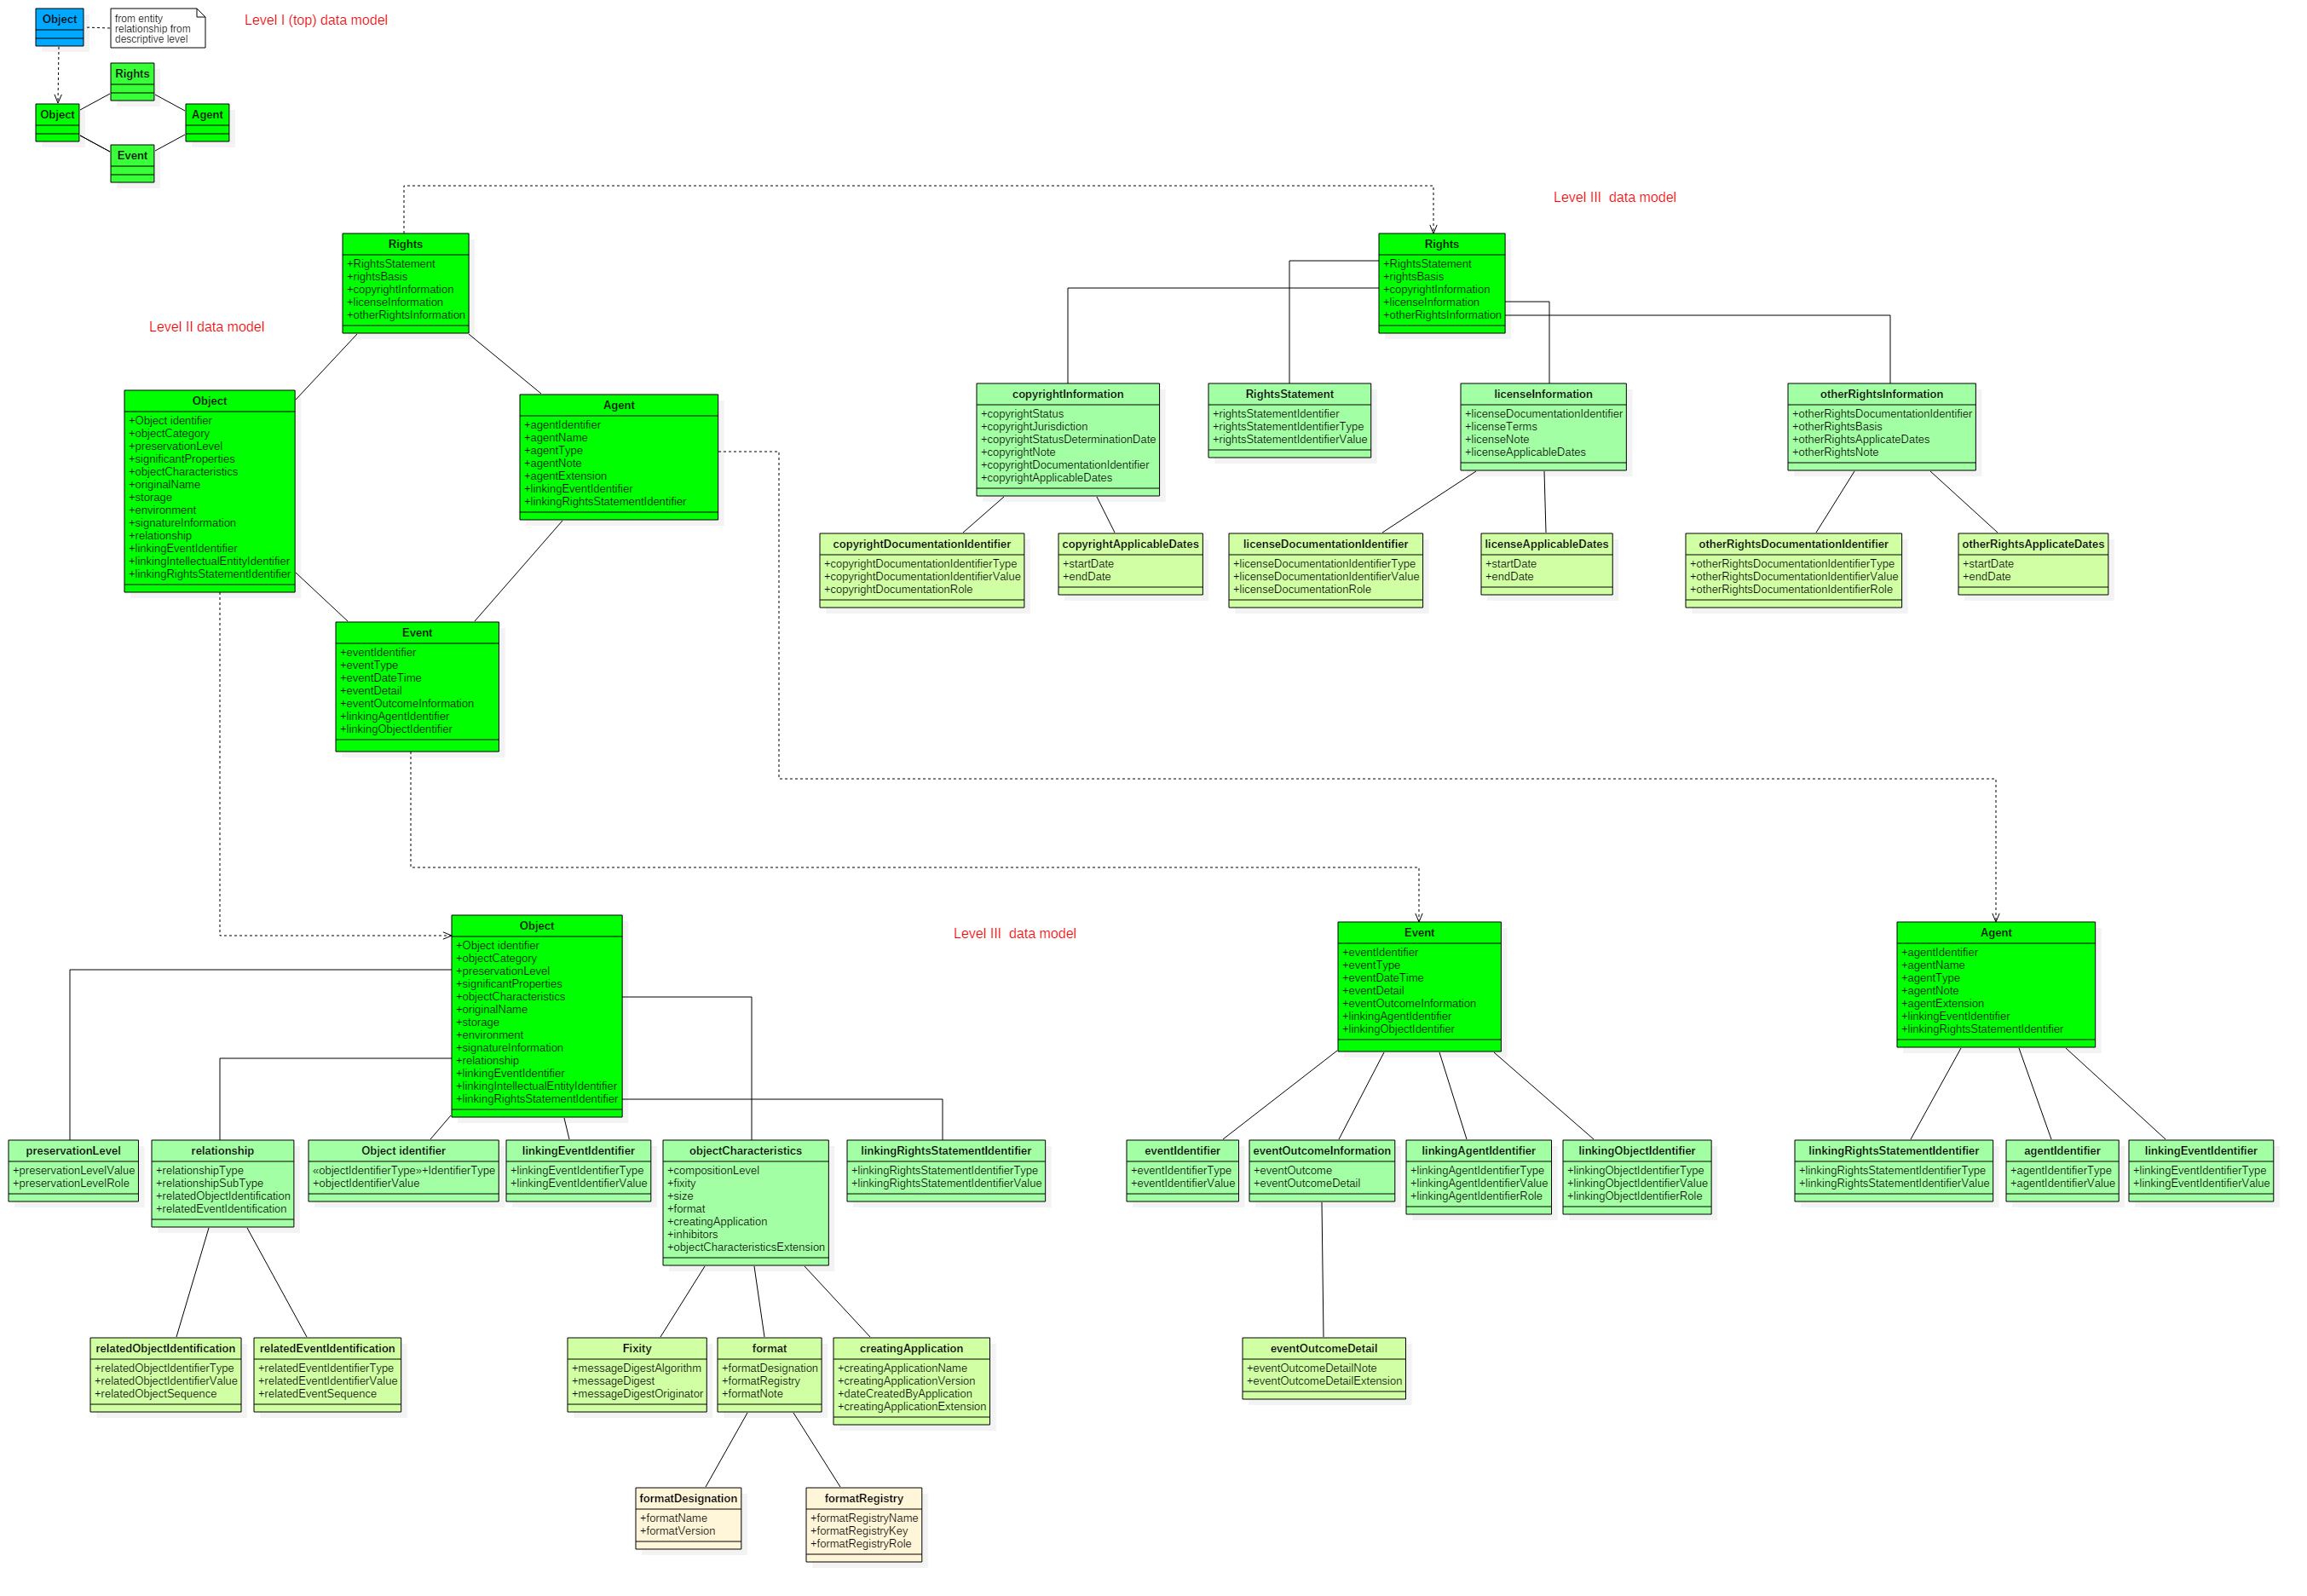 Object
from entity
relationship from
descriptive level
Level I (top) data model
Rights
Object
Agent
Event
Level III  data model
Rights
+RightsStatement
+rightsBasis
+copyrightInformation
+licenseInformation
+otherRightsInformation
Rights
+RightsStatement
+rightsBasis
+copyrightInformation
+licenseInformation
+otherRightsInformation
Level II data model
Object
+Object identifier
+objectCategory
+preservationLevel
+significantProperties
+objectCharacteristics
+originalName
+storage
+environment
+signatureInformation
+relationship
+linkingEventIdentifier
+linkingIntellectualEntityIdentifier
+linkingRightsStatementIdentifier
Agent
+agentIdentifier
+agentName
+agentType
+agentNote
+agentExtension
+linkingEventIdentifier
+linkingRightsStatementIdentifier
copyrightInformation
+copyrightStatus
+copyrightJurisdiction
+copyrightStatusDeterminationDate
+copyrightNote
+copyrightDocumentationIdentifier
+copyrightApplicableDates
RightsStatement
+rightsStatementIdentifier
+rightsStatementIdentifierType
+rightsStatementIdentifierValue
licenseInformation
+licenseDocumentationIdentifier
+licenseTerms
+licenseNote
+licenseApplicableDates
otherRightsInformation
+otherRightsDocumentationIdentifier
+otherRightsBasis
+otherRightsApplicateDates
+otherRightsNote
copyrightDocumentationIdentifier
+copyrightDocumentationIdentifierType
+copyrightDocumentationIdentifierValue
+copyrightDocumentationRole
copyrightApplicableDates
+startDate
+endDate
licenseDocumentationIdentifier
+licenseDocumentationIdentifierType
+licenseDocumentationIdentifierValue
+licenseDocumentationRole
licenseApplicableDates
+startDate
+endDate
otherRightsDocumentationIdentifier
+otherRightsDocumentationIdentifierType
+otherRightsDocumentationIdentifierValue
+otherRightsDocumentationIdentifierRole
otherRightsApplicateDates
+startDate
+endDate
Event
+eventIdentifier
+eventType
+eventDateTime
+eventDetail
+eventOutcomeInformation
+linkingAgentIdentifier
+linkingObjectIdentifier
Object
+Object identifier
+objectCategory
+preservationLevel
+significantProperties
+objectCharacteristics
+originalName
+storage
+environment
+signatureInformation
+relationship
+linkingEventIdentifier
+linkingIntellectualEntityIdentifier
+linkingRightsStatementIdentifier
Level III  data model
Event
+eventIdentifier
+eventType
+eventDateTime
+eventDetail
+eventOutcomeInformation
+linkingAgentIdentifier
+linkingObjectIdentifier
Agent
+agentIdentifier
+agentName
+agentType
+agentNote
+agentExtension
+linkingEventIdentifier
+linkingRightsStatementIdentifier
preservationLevel
+preservationLevelValue
+preservationLevelRole
relationship
+relationshipType
+relationshipSubType
+relatedObjectIdentification
+relatedEventIdentification
Object identifier
«objectIdentifierType»+IdentifierType
+objectIdentifierValue
linkingEventIdentifier
+linkingEventIdentifierType
+linkingEventIdentifierValue
objectCharacteristics
+compositionLevel
+fixity
+size
+format
+creatingApplication
+inhibitors
+objectCharacteristicsExtension
linkingRightsStatementIdentifier
+linkingRightsStatementIdentifierType
+linkingRightsStatementIdentifierValue
eventIdentifier
+eventIdentifierType
+eventIdentifierValue
eventOutcomeInformation
+eventOutcome
+eventOutcomeDetail
linkingAgentIdentifier
+linkingAgentIdentifierType
+linkingAgentIdentifierValue
+linkingAgentIdentifierRole
linkingObjectIdentifier
+linkingObjectIdentifierType
+linkingObjectIdentifierValue
+linkingObjectIdentifierRole
linkingRightsStatementIdentifier
+linkingRightsStatementIdentifierType
+linkingRightsStatementIdentifierValue
agentIdentifier
+agentIdentifierType
+agentIdentifierValue
linkingEventIdentifier
+linkingEventIdentifierType
+linkingEventIdentifierValue
relatedObjectIdentification
+relatedObjectIdentifierType
+relatedObjectIdentifierValue
+relatedObjectSequence
relatedEventIdentification
+relatedEventIdentifierType
+relatedEventIdentifierValue
+relatedEventSequence
Fixity
+messageDigestAlgorithm
+messageDigest
+messageDigestOriginator
format
+formatDesignation
+formatRegistry
+formatNote
creatingApplication
+creatingApplicationName
+creatingApplicationVersion
+dateCreatedByApplication
+creatingApplicationExtension
eventOutcomeDetail
+eventOutcomeDetailNote
+eventOutcomeDetailExtension
formatDesignation
+formatName
+formatVersion
formatRegistry
+formatRegistryName
+formatRegistryKey
+formatRegistryRole